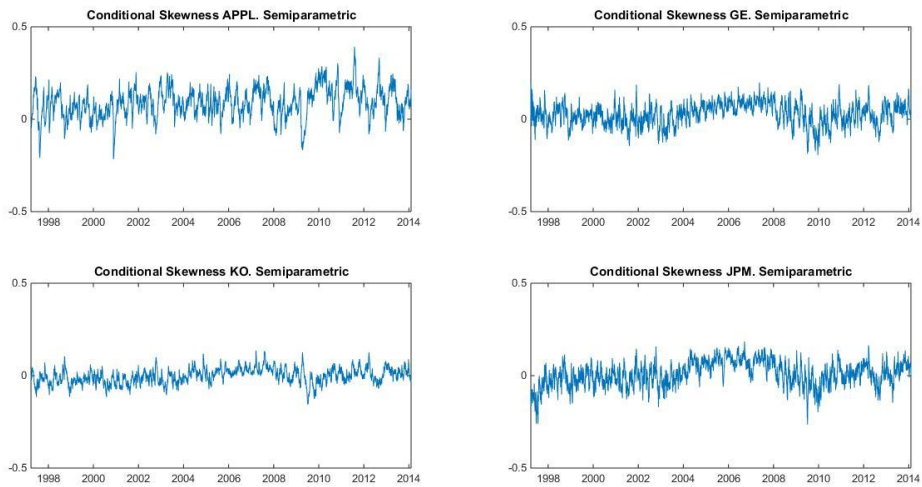 Conditional Skewness APPL. Semiparametric
0.5
0
-0.5
1998 2000 2002 2004 2006 2008 2010 2012 2014
Conditional Skewness GE. Semiparametric
0.5
0
-0.5
1998 2000 2002 2004 2006 2008 2010 2012 2014
Conditional Skewness KO. Semiparametric
0.5
0
-0.5
1998 2000 2002 2004 2006 2008 2010 2012 2014
Conditional Skewness JPM. Semiparametric
0.5
0
-0.5
1998 2000 2002 2004 2006 2008 2010 2012 2014